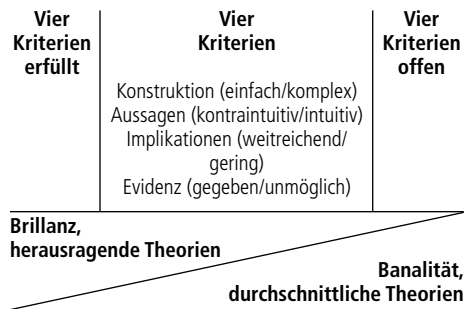 Vier
Kriterien
erfüllt
Vier
Kriterien
Konstruktion (einfach/komplex)
Aussagen (kontraintuitiv/intuitiv)
Implikationen (weitreichend/
gering)
Evidenz (gegeben/unmöglich)
Vier
Kriterien
offen
Brillanz,
herausragende Theorien
Banalität,
durchschnittliche Theorien